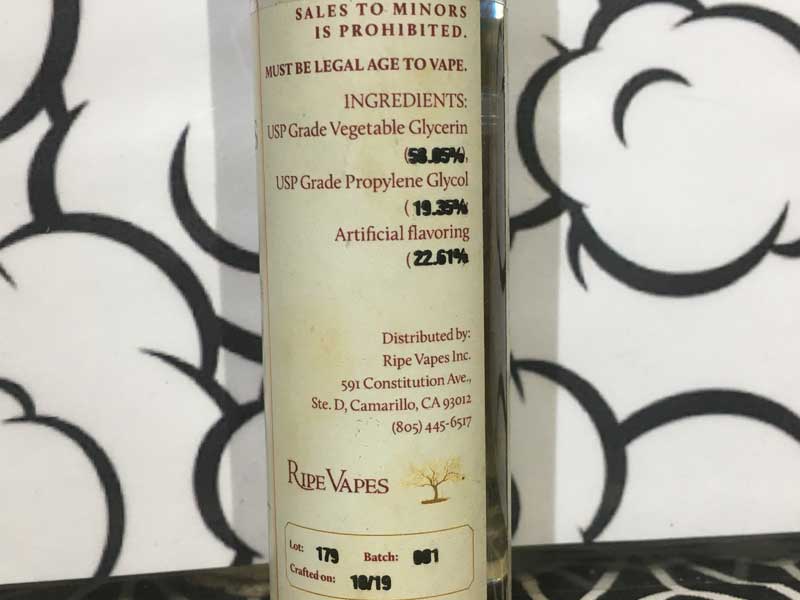 SALES TO MINORS
IS PROHIBITED.
MUST BE LEGAL AGE TO VAPE.
INGREDIENTS:
USP Grade Vegetable Glycerin
(58.05%),
USP Grade Propylene Glycol
( 19.35%
Artificial flavoring
( 22.61%
Distributed by:
Ripe Vapes Inc.
591 Constitution Ave.,
Ste. D, Camarillo, CA 93012
(805) 445-6517
RIPE VAPES
Lot: 179 Batch: 001
Crafted on: 10/19